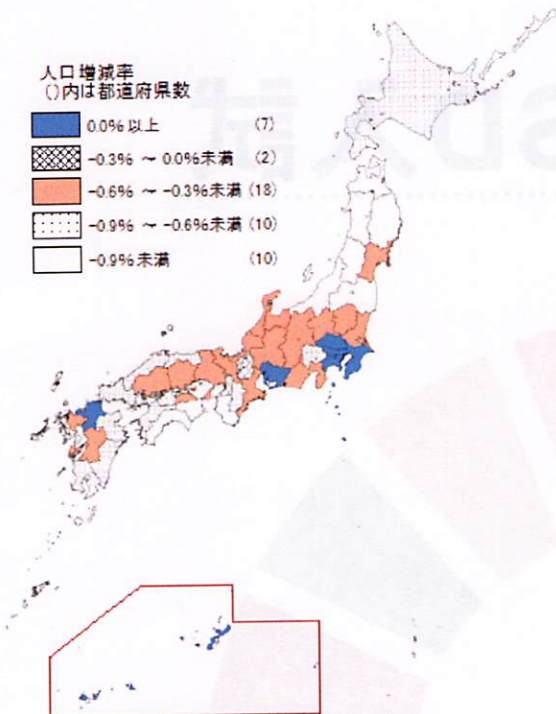 人口増減率
()内は都道府県数
0.0%以上 (7)
-0.3% ～ 0.0%未満 (2)
-0.6% ～ -0.3%未満 (18)
-0.9% ～ -0.6%未満 (10)
-0.9%未満 (10)